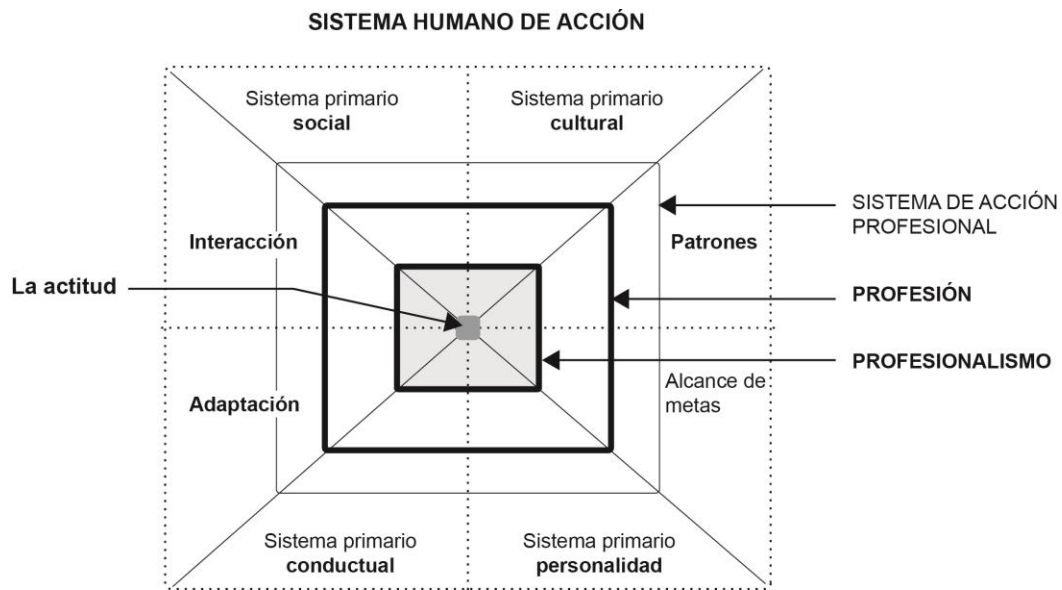 SISTEMA HUMANO DE ACCIÓN
Sistema primario
social
Sistema primario
cultural
SISTEMA DE ACCIÓN
PROFESIONAL
Interacción
Patrones
La actitud
PROFESIÓN
PROFESIONALISMO
Adaptación
Alcance de
metas
Sistema primario
conductual
Sistema primario
personalidad